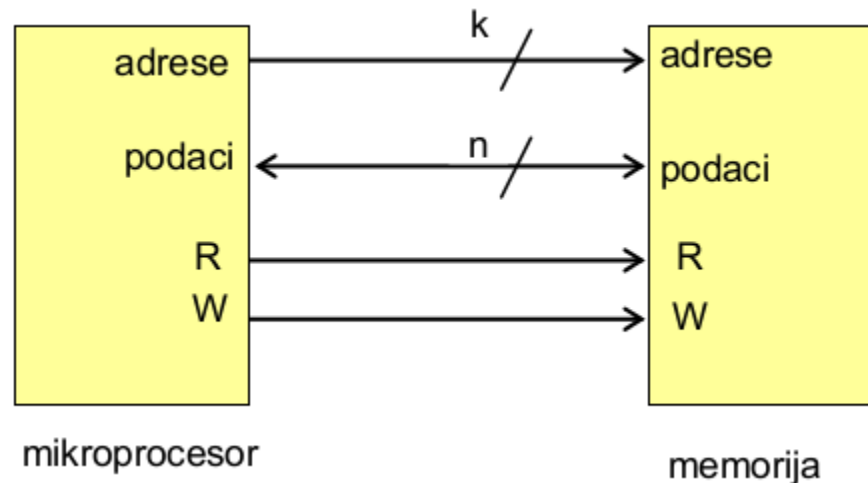 k
adrese adrese
n
podaci podaci
R R
W W
mikroprocesor memorija